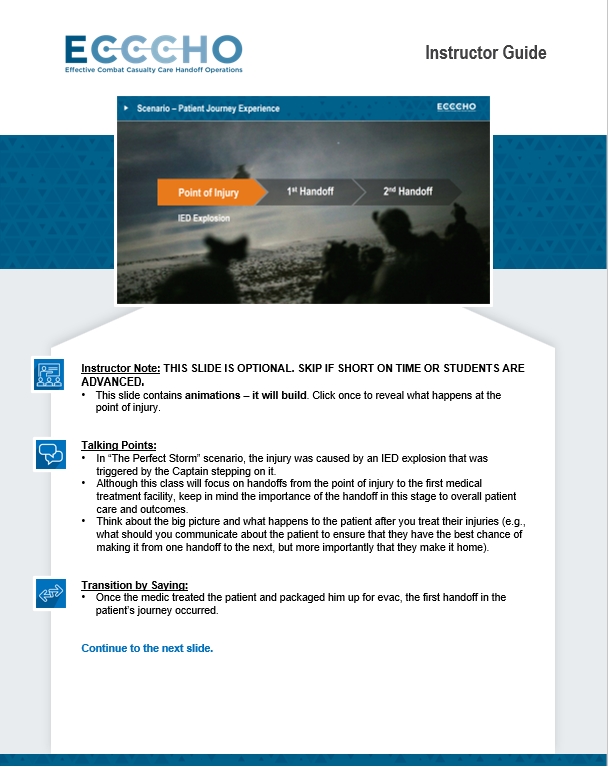 ECCCHO
Effective Combat Casualty Care Handoff Operations
Instructor Guide
Scenario – Patient Journey Experience
ECCCHO
Point of Injury
1st Handoff
2nd Handoff
IED Explosion
Instructor Note: THIS SLIDE IS OPTIONAL. SKIP IF SHORT ON TIME OR STUDENTS ARE
ADVANCED.
• This slide contains animations – it will build. Click once to reveal what happens at the
point of injury.
Talking Points:
• In “The Perfect Storm” scenario, the injury was caused by an IED explosion that was
triggered by the Captain stepping on it.
• Although this class will focus on handoffs from the point of injury to the first medical
treatment facility, keep in mind the importance of the handoff in this stage to overall patient
care and outcomes.
• Think about the big picture and what happens to the patient after you treat their injuries (e.g.,
what should you communicate about the patient to ensure that they have the best chance of
making it from one handoff to the next, but more importantly that they make it home).
Transition by Saying:
• Once the medic treated the patient and packaged him up for evac, the first handoff in the
patient’s journey occurred.
Continue to the next slide.